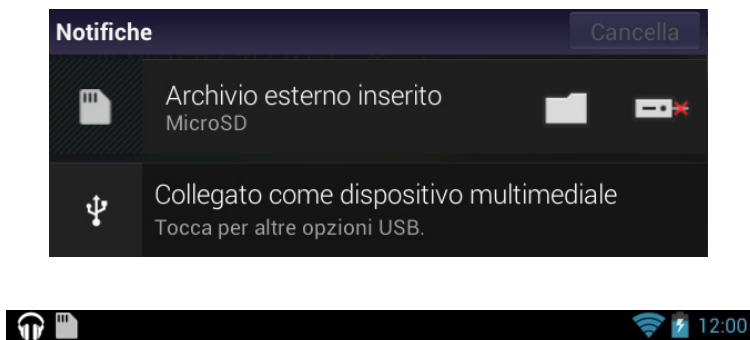 Notifiche
Cancella
Archivio esterno inserito
MicroSD
Collegato come dispositivo multimediale
Tocca per altre opzioni USB.
12:00